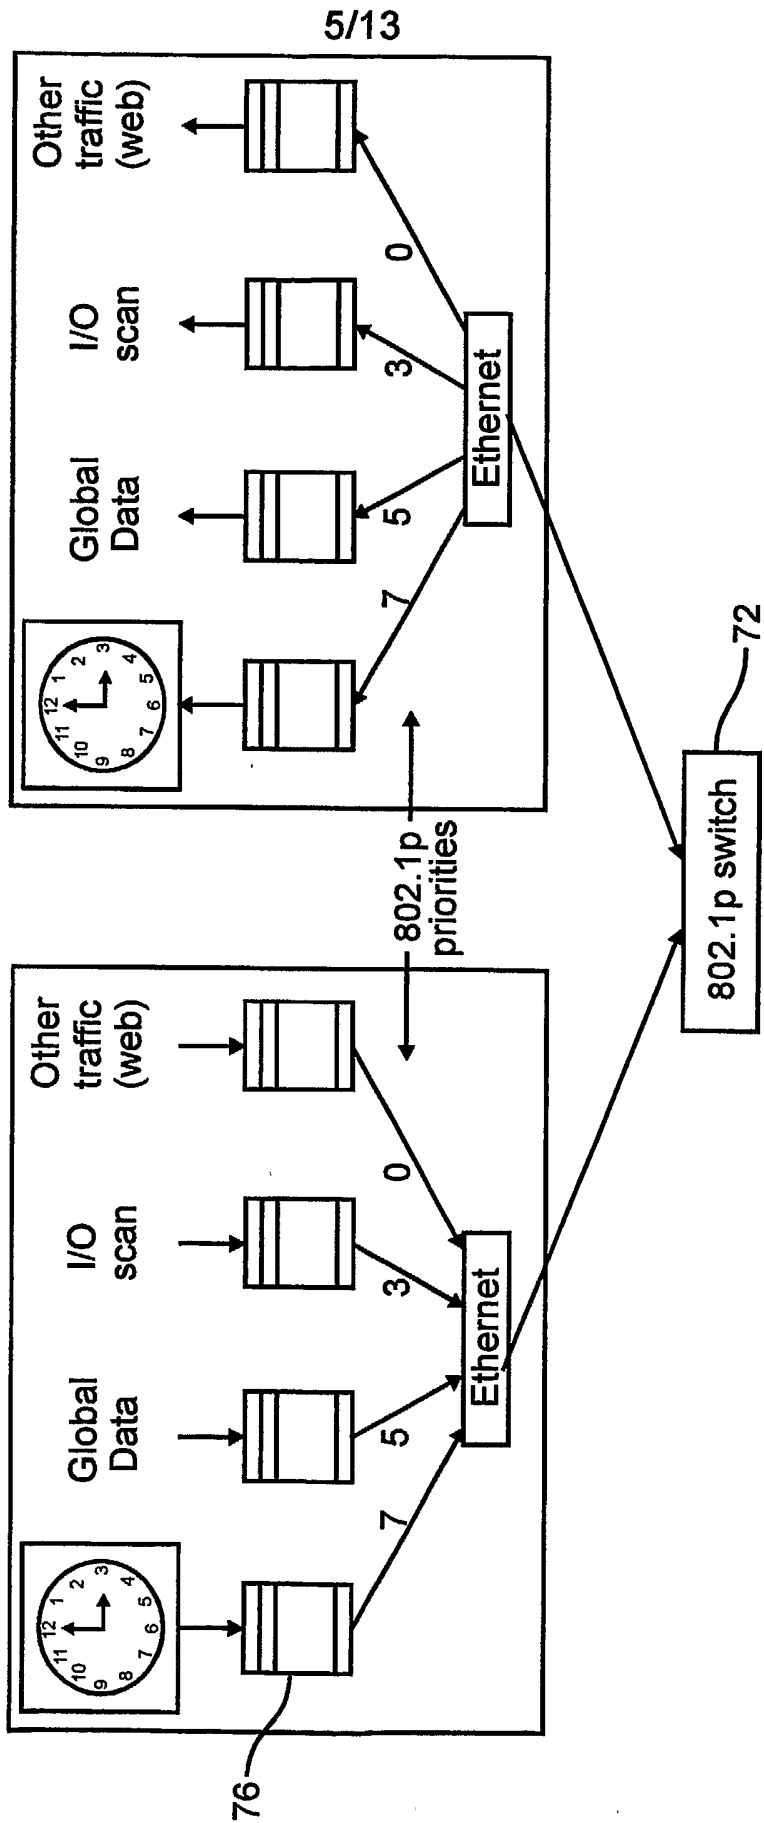 5/13
Global
Data
I/O
scan
Other
traffic
(web)
12
1
2
3
4
5
6
7
8
9
10
11
76
7
5
3
0
Ethernet
802.1p
priorities
Global
Data
I/O
scan
Other
traffic
(web)
12
1
2
3
4
5
6
7
8
9
10
11
7
5
3
0
Ethernet
802.1p switch
72